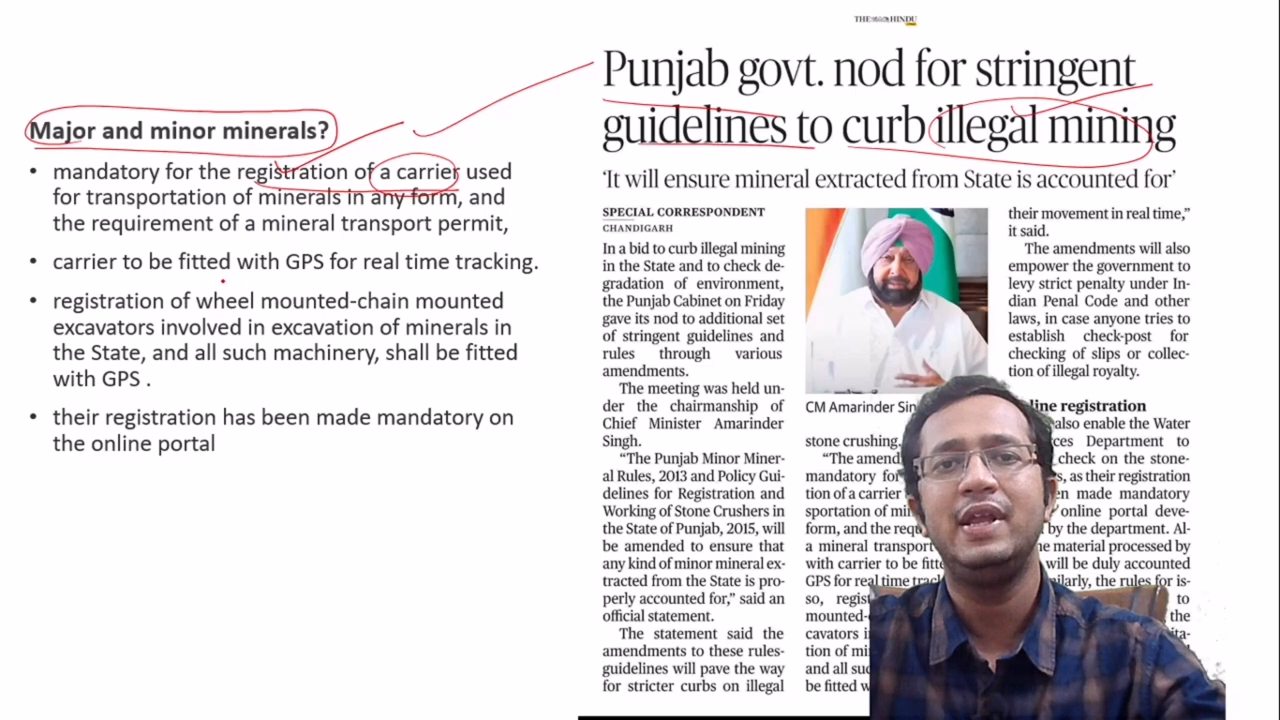 Major and minor minerals?
• mandatory for the registration of a carrier used
for transportation of minerals in any form, and
the requirement of a mineral transport permit,
• carrier to be fitted with GPS for real time tracking.
• registration of wheel mounted-chain mounted
excavators involved in excavation of minerals in
the State, and all such machinery, shall be fitted
with GPS .
• their registration has been made mandatory on
the online portal
THE HINDU
Punjab govt. nod for stringent
guidelines to curb illegal mining
‘It will ensure mineral extracted from State is accounted for’
SPECIAL CORRESPONDENT
CHANDIGARH
In a bid to curb illegal mining
in the State and to check de-
gradation of environment,
the Punjab Cabinet on Friday
gave its nod to additional set
of stringent guidelines and
rules through various
amendments.
The meeting was held un-
der the chairmanship of
Chief Minister Amarinder
Singh.
“The Punjab Minor Miner-
al Rules, 2013 and Policy Gui-
delines for Registration and
Working of Stone Crushers in
the State of Punjab, 2015, will
be amended to ensure that
any kind of minor mineral ex-
tracted from the State is pro-
perly accounted for,” said an
official statement.
The statement said the
amendments to these rules-
guidelines will pave the way
for stricter curbs on illegal
CM Amarinder Sin
stone crushing.
“The amend
mandatory for
tion of a carrier
sportation of mi
form, and the requ
a mineral transport
with carrier to be fitte
GPS for real time track
so, regist
mounted-
cavators i
tion of mi
and all suc
be fitted w
their movement in real time,”
it said.
The amendments will also
empower the government to
levy strict penalty under In-
dian Penal Code and other
laws, in case anyone tries to
establish check-post for
checking of slips or collec-
tion of illegal royalty.
line registration
also enable the Water
ces Department to
check on the stone-
s, as their registration
en made mandatory
online portal deve-
by the department. Al-
he material processed by
will be duly accounted
ilarly, the rules for is-
to
the
ita-